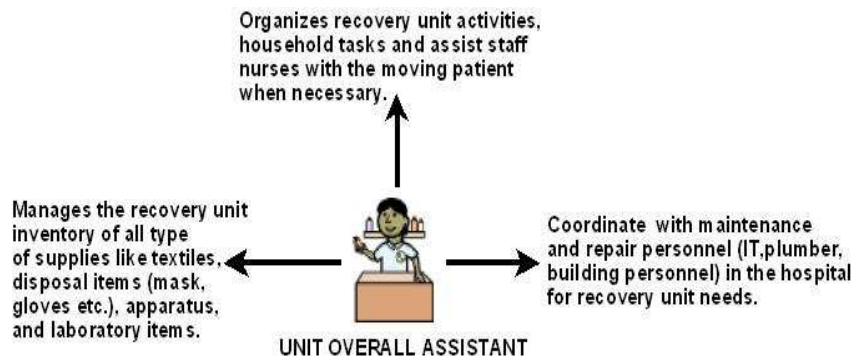 Organizes recovery unit activities,
household tasks and assist staff
nurses with the moving patient
when necessary.
Manages the recovery unit
inventory of all type
of supplies like textiles,
disposal items (mask,
gloves etc.), apparatus,
and laboratory items.
Coordinate with maintenance
and repair personnel (IT,plumber,
building personnel) in the hospital
for recovery unit needs.
UNIT OVERALL ASSISTANT